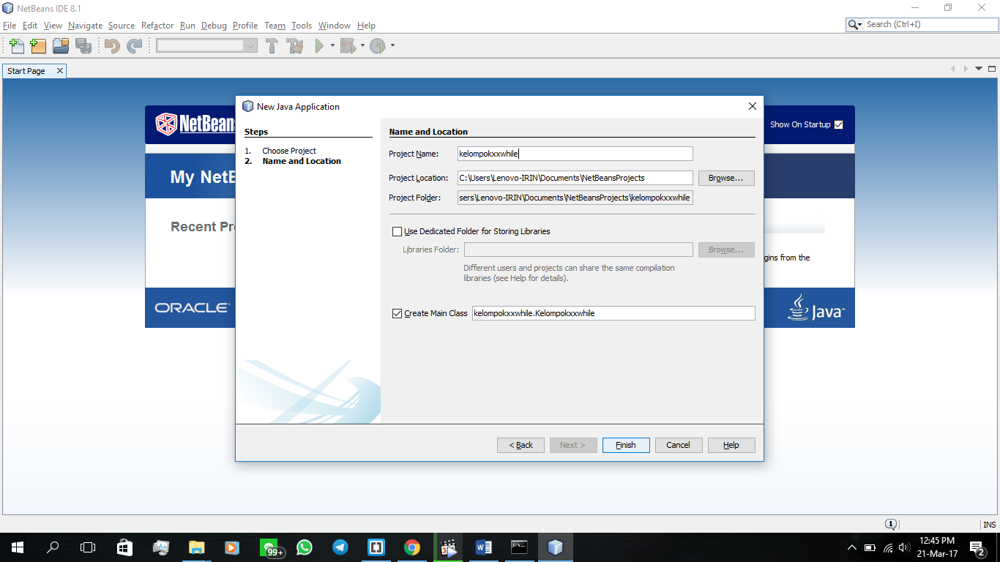 NetBeans IDE 8.1
File Edit View Navigate Source Refactor Run Debug Profile Team Tools Window Help
Search (Ctrl+I)
Start Page
NetBeans
Show On Startup
My NetB
Recent Pr
gins from the
ORACLE
Java
New Java Application
Steps
1. Choose Project
2. Name and Location
Name and Location
Project Name: kelompokxxwhile
Project Location: C:\Users\Lenovo-IRIN\Documents\NetBeansProjects Browse...
Project Folder: sers\Lenovo-IRIN\Documents\NetBeansProjects\kelompokxxwhile
Use Dedicated Folder for Storing Libraries
Libraries Folder: Browse...
Different users and projects can share the same compilation
libraries (see Help for details).
Create Main Class kelompokxxwhile.Kelompokxxwhile
< Back Next > Finish Cancel Help
1 INS
99+
12:45 PM
21-Mar-17
2